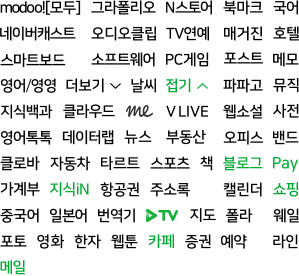 modoo![모두] 그라폴리오 N스토어 북마크 국어
네이버캐스트 오디오클립 TV연예 매거진 호텔
스마트보드 소프트웨어 PC게임 포스트 메모
영어/영영 더보기 날씨 접기 파파고 뮤직
지식백과 클라우드 me V LIVE 웹소설 사전
영어톡톡 데이터랩 뉴스 부동산 오피스 밴드
클로바 자동차 타르트 스포츠 책 블로그 Pay
가계부 지식iN 항공권 주소록 캘린더 쇼핑
중국어 일본어 번역기 TV 지도 폴라 웨일
포토 영화 한자 웹툰 카페 증권 예약 라인
메일